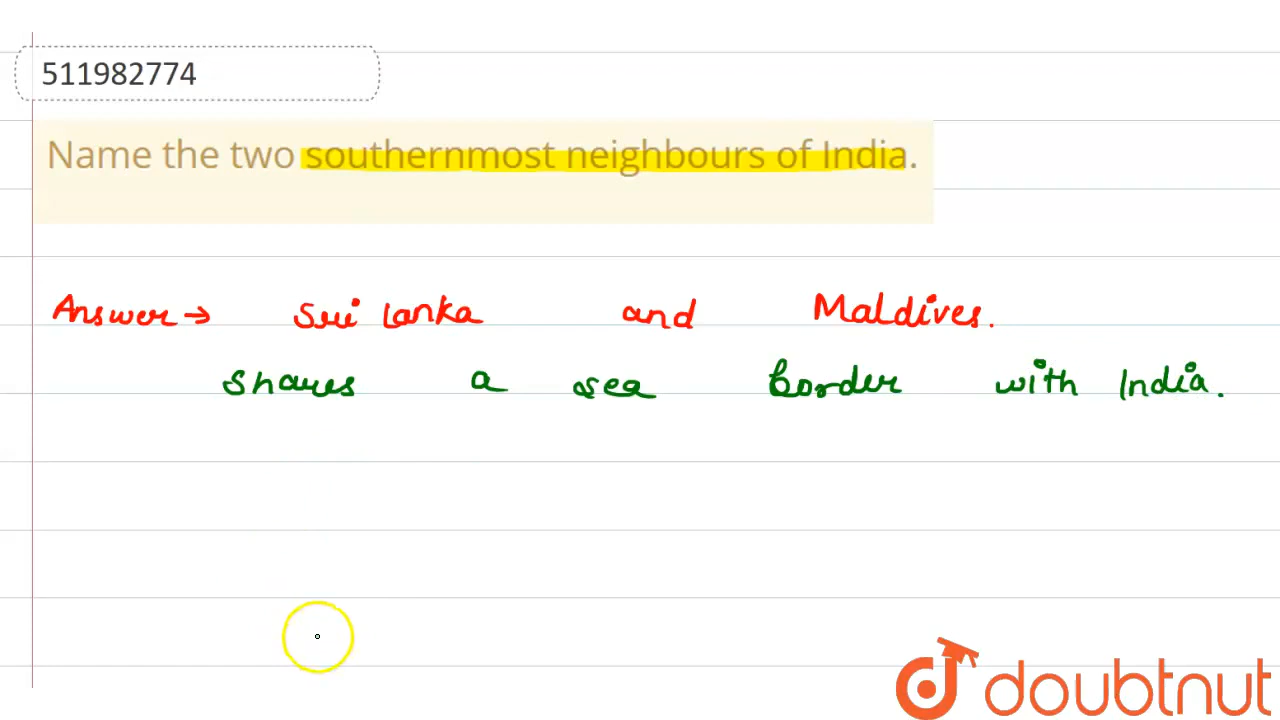 511982774
Name the two southernmost neighbours of India.
Answer → Sri Lanka and Maldives.
Shares a sea border with India.
doubtnut